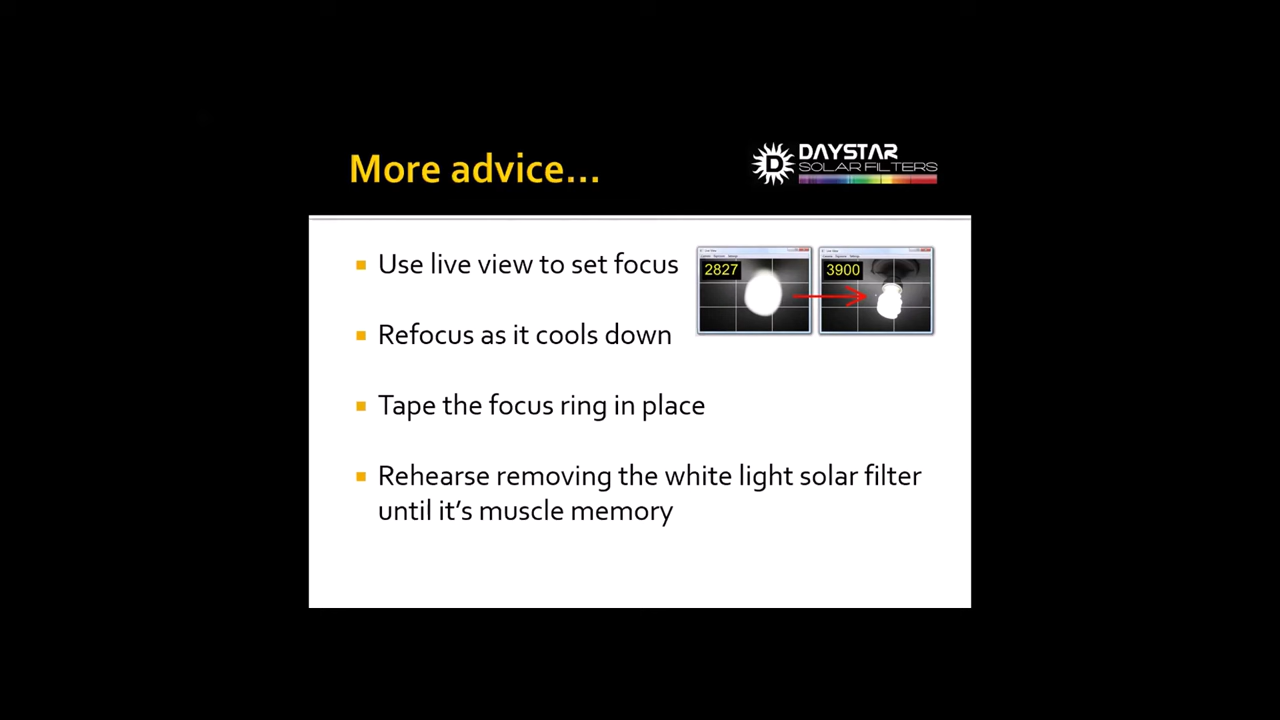 More advice...
DAYSTAR
SOLAR FILTERS
Use live view to set focus
2827
3900
Refocus as it cools down
Tape the focus ring in place
Rehearse removing the white light solar filter
until it's muscle memory